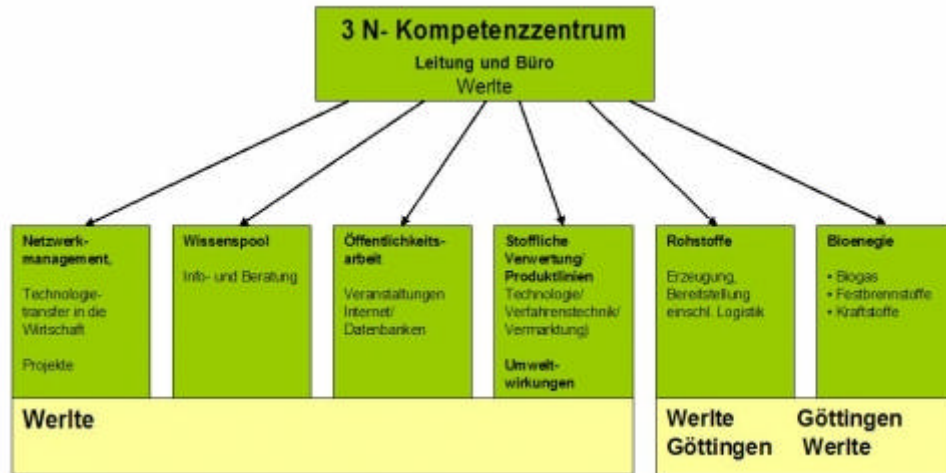 3 N- Kompetenzzentrum
Leitung und Büro
Werlte
Netzwerk-
management,
Technologie-
transfer in die
Wirtschaft
Projekte
Wissenspool
Info- und Beratung
Öffentlichkeits-
arbeit
Veranstaltungen
Internet/
Datenbanken
Stoffliche
Verwertung/
Produktlinien
Technologie/
Verfahrenstechnik/
Vermarktung)
Umwelt-
wirkungen
Rohstoffe
Erzeugung,
Bereitstellung
einschl. Logistik
Bioenegie
• Biogas
• Festbrennstoffe
• Kraftstoffe
Werlte
Werlte Göttingen
Göttingen Werlte